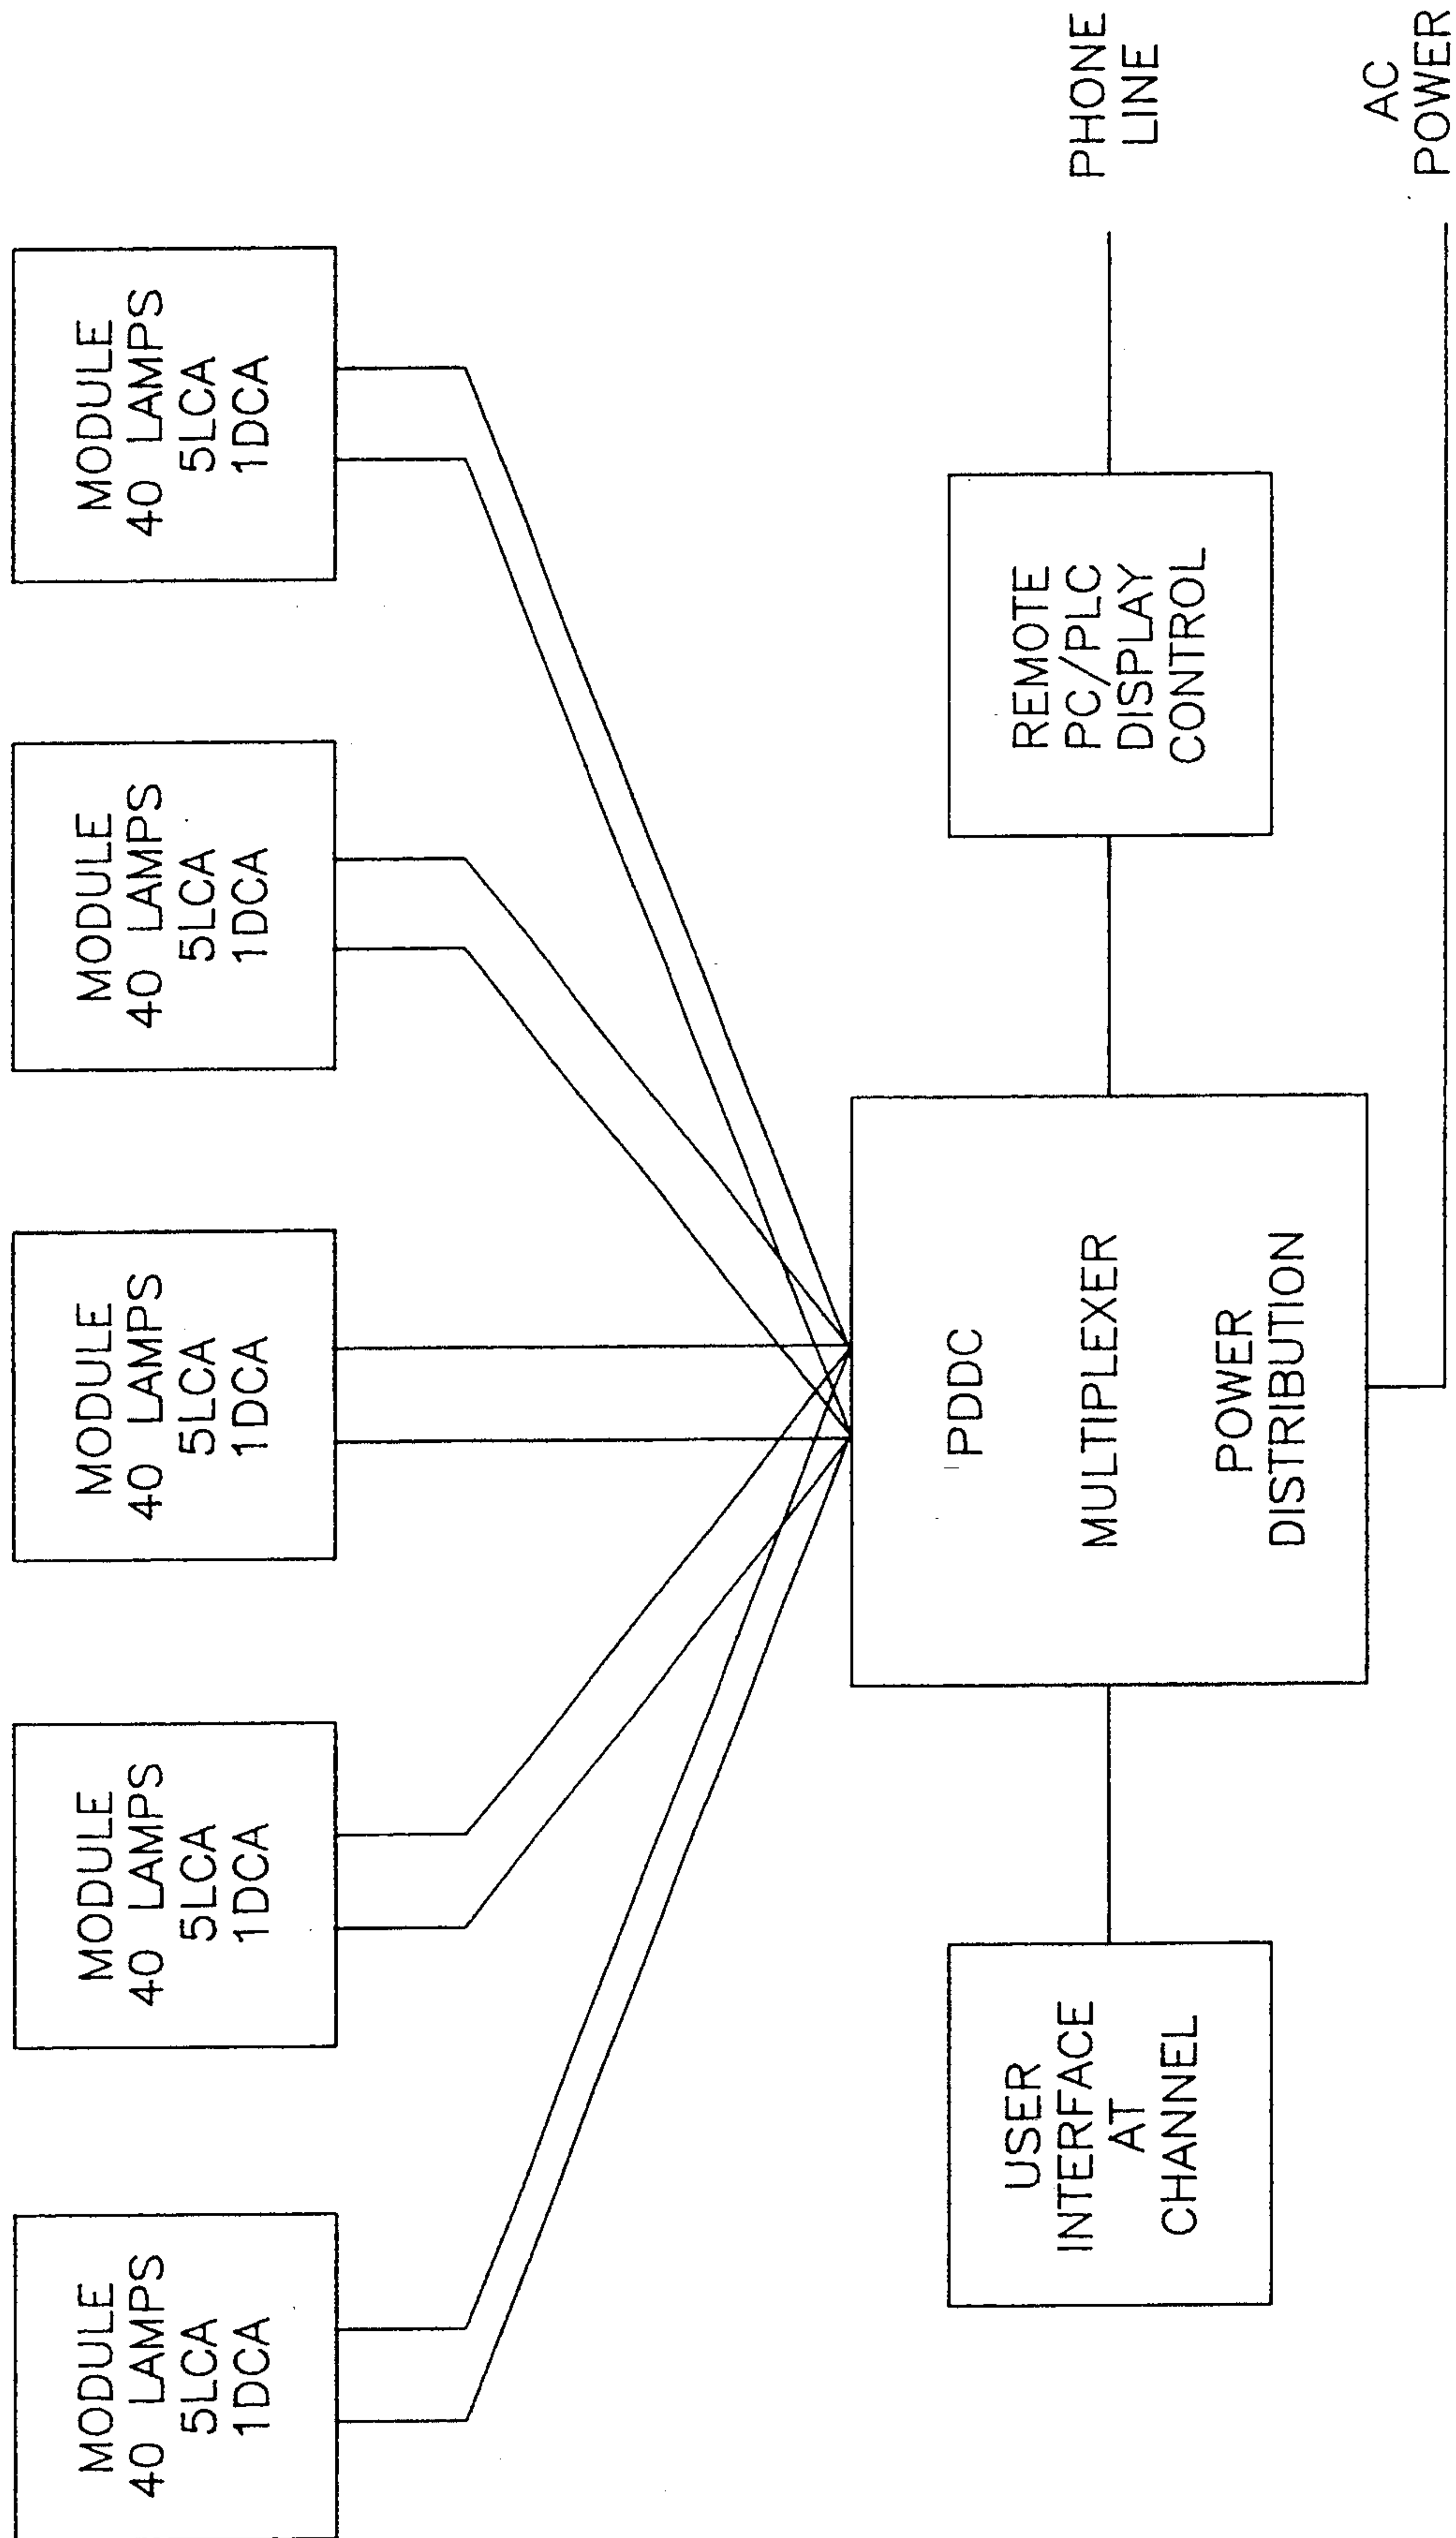 MODULE
40 LAMPS
5LCA
1DCA
MODULE
40 LAMPS
5LCA
1DCA
MODULE
40 LAMPS
5LCA
1DCA
MODULE
40 LAMPS
5LCA
1DCA
MODULE
40 LAMPS
5LCA
1DCA
USER
INTERFACE
AT
CHANNEL
PDDC
MULTIPLEXER
POWER
DISTRIBUTION
REMOTE
PC/PLC
DISPLAY
CONTROL
PHONE
LINE
AC
POWER